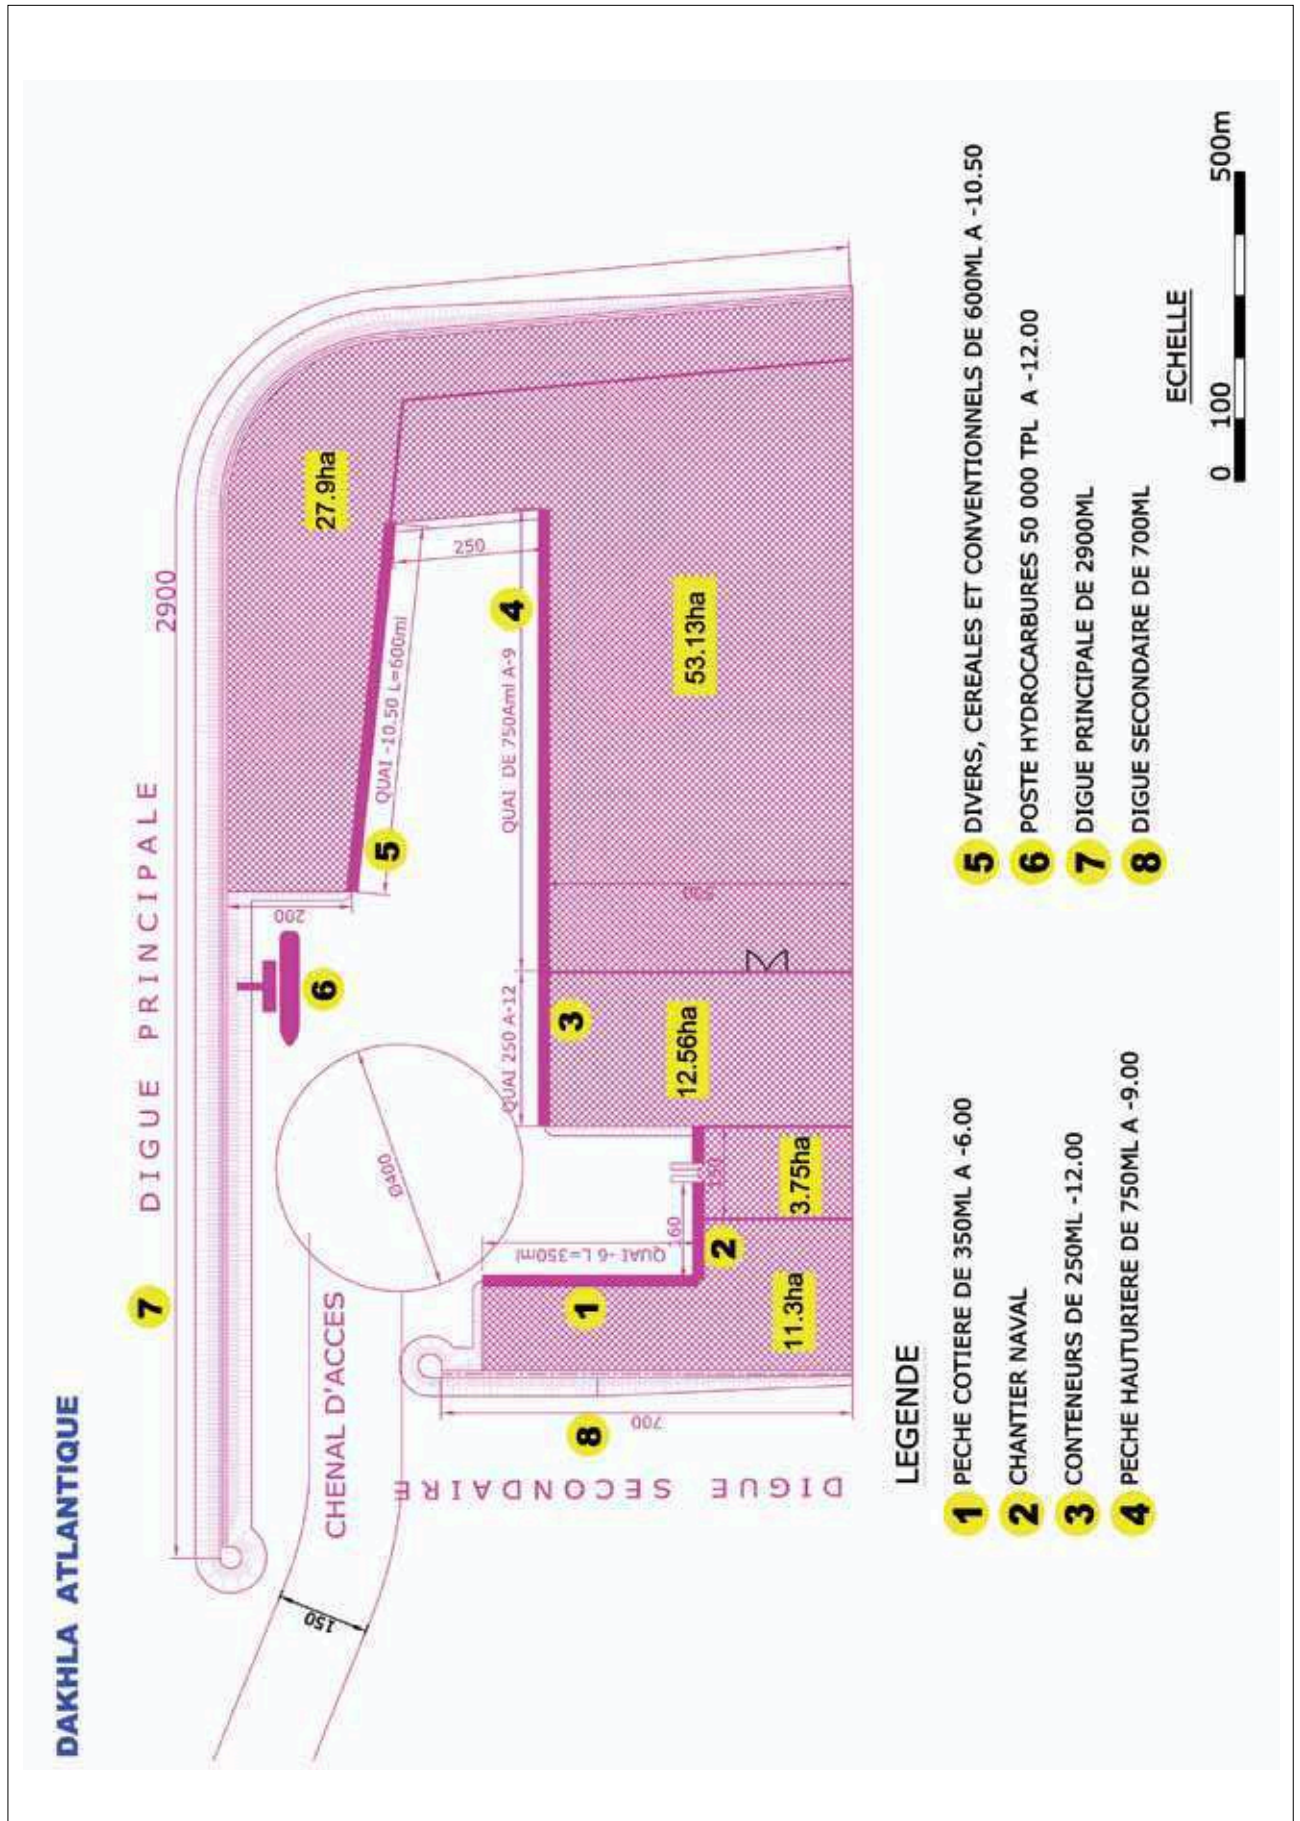 DAKHLA ATLANTIQUE
7
DIGUE PRINCIPALE
2900
150
CHENAL D'ACCES
Ø400
6
200
5
QUAI -10.50 L=600ml
27.9ha
250
4
QUAI DE 750Aml A-9
QUAI 250 A-12
3
8
DIGUE SECONDAIRE
700
1
QUAI -6 L=350ml
160
2
11.3ha
3.75ha
12.56ha
53.13ha
LEGENDE
1 PECHE COTIERE DE 350ML A -6.00
2 CHANTIER NAVAL
3 CONTENEURS DE 250ML -12.00
4 PECHE HAUTURIERE DE 750ML A -9.00
5 DIVERS, CEREALES ET CONVENTIONNELS DE 600ML A -10.50
6 POSTE HYDROCARBURES 50 000 TPL A -12.00
7 DIGUE PRINCIPALE DE 2900ML
8 DIGUE SECONDAIRE DE 700ML
ECHELLE
0 100 500m